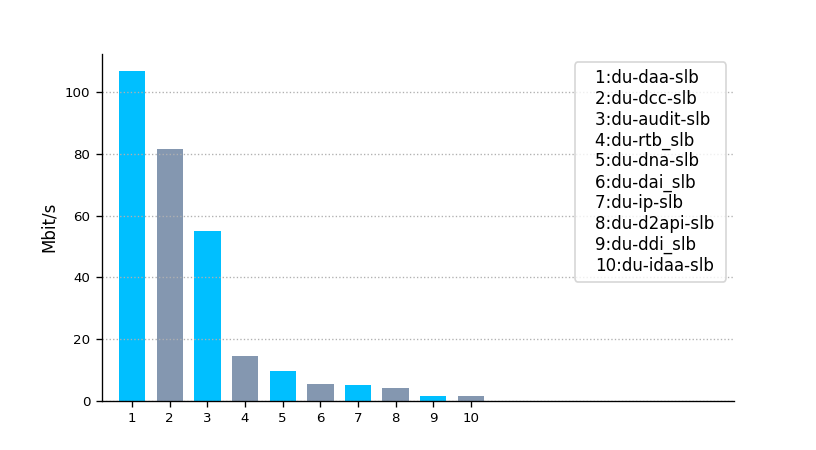 Mbit/s
100
80
60
40
20
0
1 2 3 4 5 6 7 8 9 10
1:du-daa-slb
2:du-dcc-slb
3:du-audit-slb
4:du-rtb_slb
5:du-dna-slb
6:du-dai_slb
7:du-ip-slb
8:du-d2api-slb
9:du-ddi_slb
10:du-idaa-slb